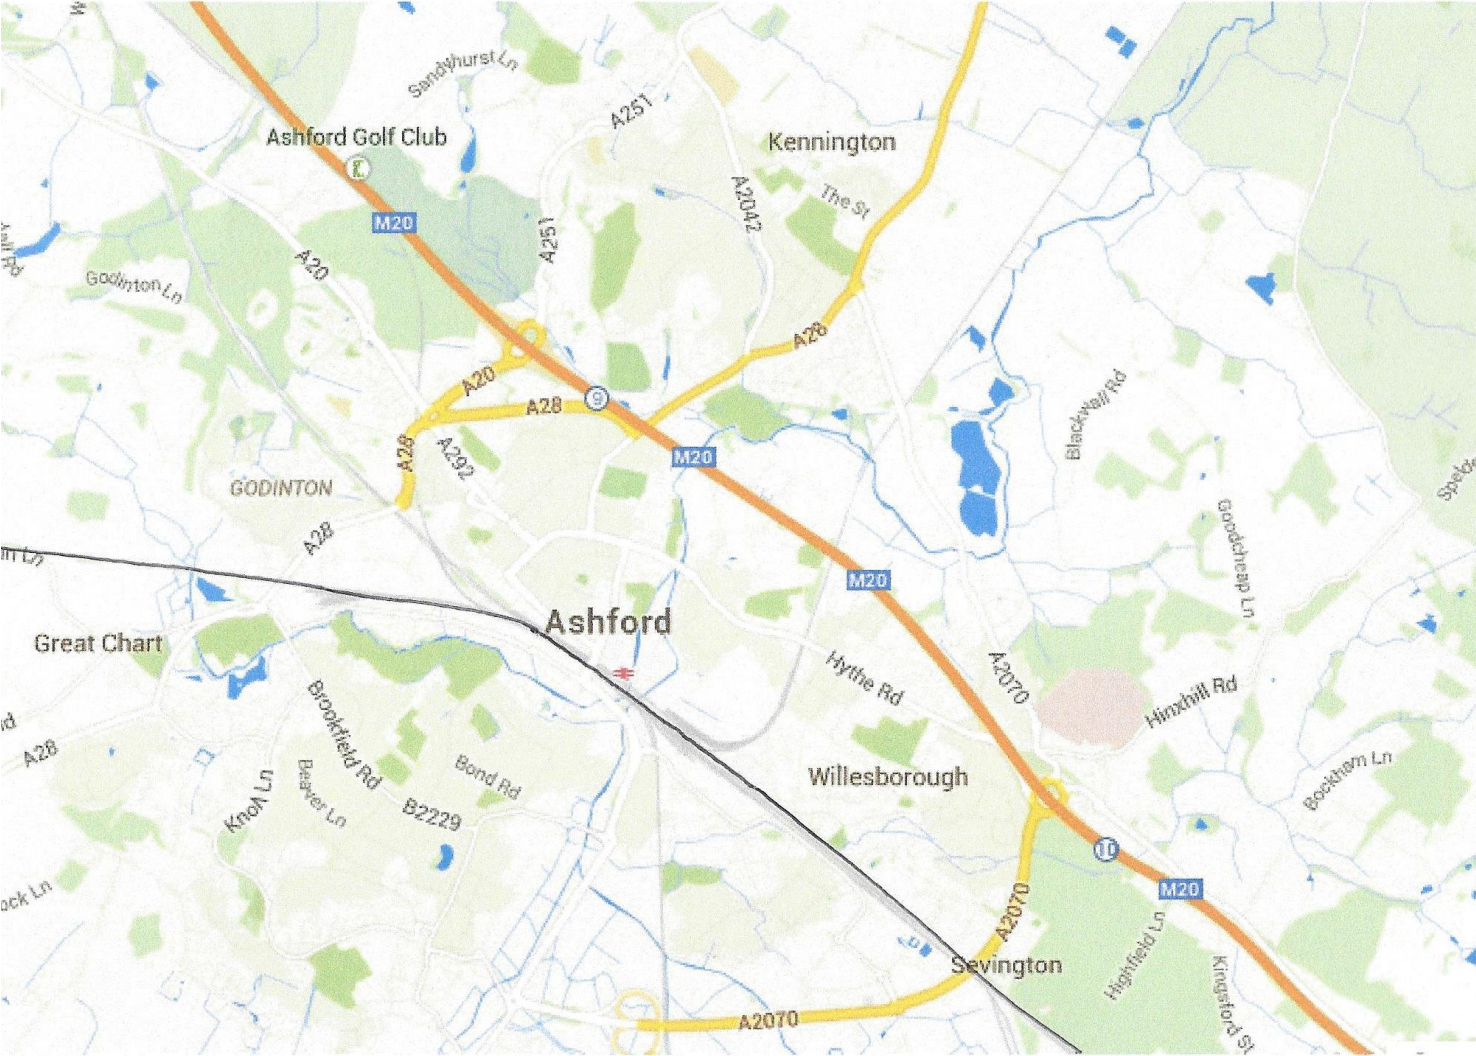 Sandyhurst Ln
A251
Ashford Golf Club
Kennington
The St
A2042
M20
A251
A20
Godinton Ln
A28
A20
A28
9
Blackwall Rd
A28
A292
M20
GODINTON
A28
Goodcheap Ln
M20
Ashford
Great Chart
Hythe Rd
A2070
Hinxhill Rd
Brookfield Rd
A28
Bond Rd
Willesborough
Bockham Ln
Knoll Ln
Beaver Ln
B2229
10
M20
A2070
Highfield Ln
Sevington
Kingsford St
A2070